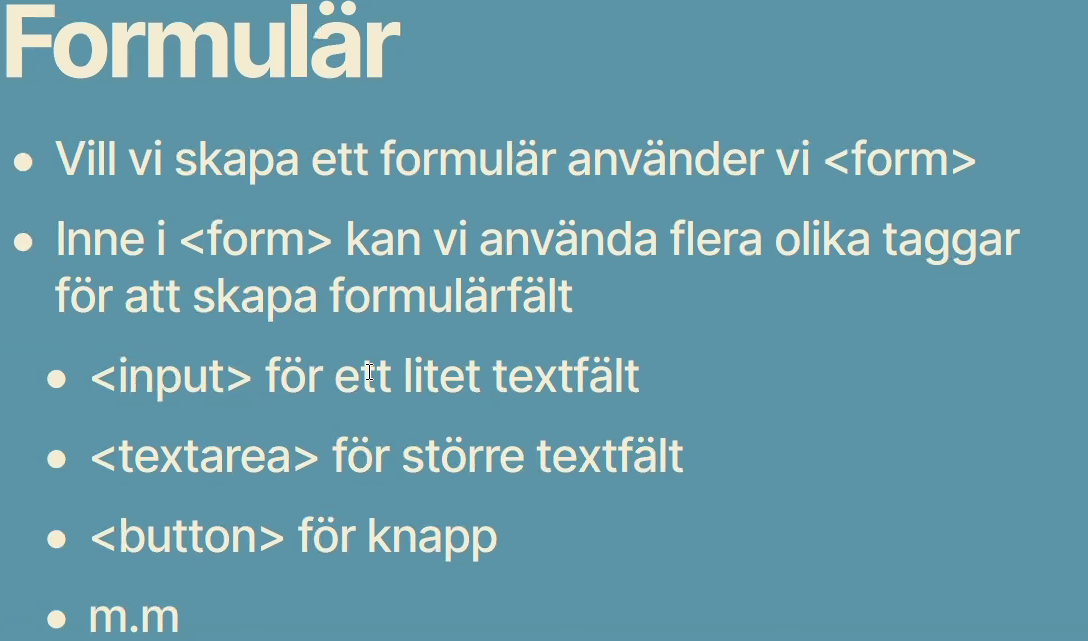 Formulär
• Vill vi skapa ett formulär använder vi <form>
• Inne i <form> kan vi använda flera olika taggar
för att skapa formulärfält
• <input> för ett litet textfält
• <textarea> för större textfält
• <button> för knapp
• m.m